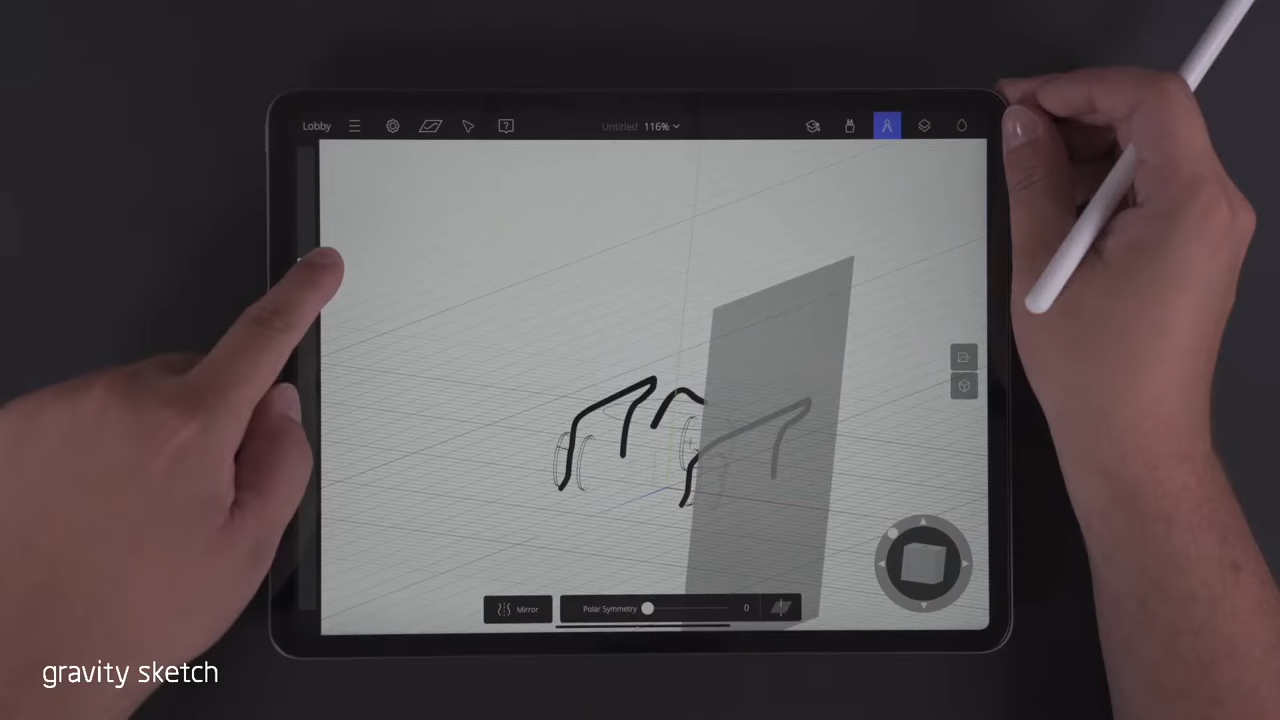 Lobby
Untitled 116%
Mirror
Polar Symmetry 0
gravity sketch